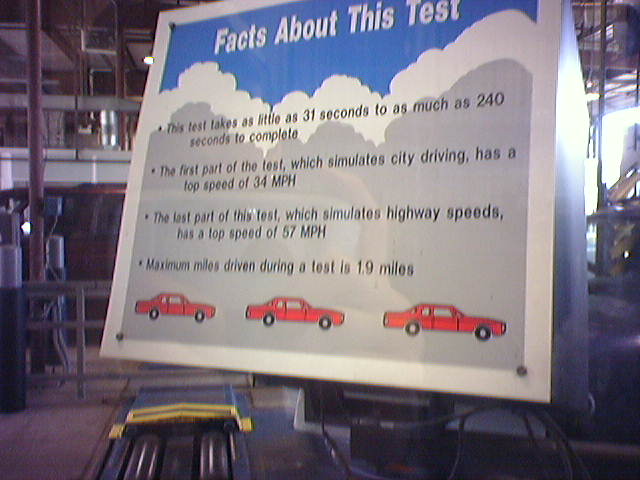 Facts About This Test
• This test takes as little as 31 seconds to as much as 240
seconds to complete
• The first part of the test, which simulates city driving, has a
top speed of 34 MPH
• The last part of this test, which simulates highway speeds,
has a top speed of 57 MPH
• Maximum miles driven during a test is 1.9 miles